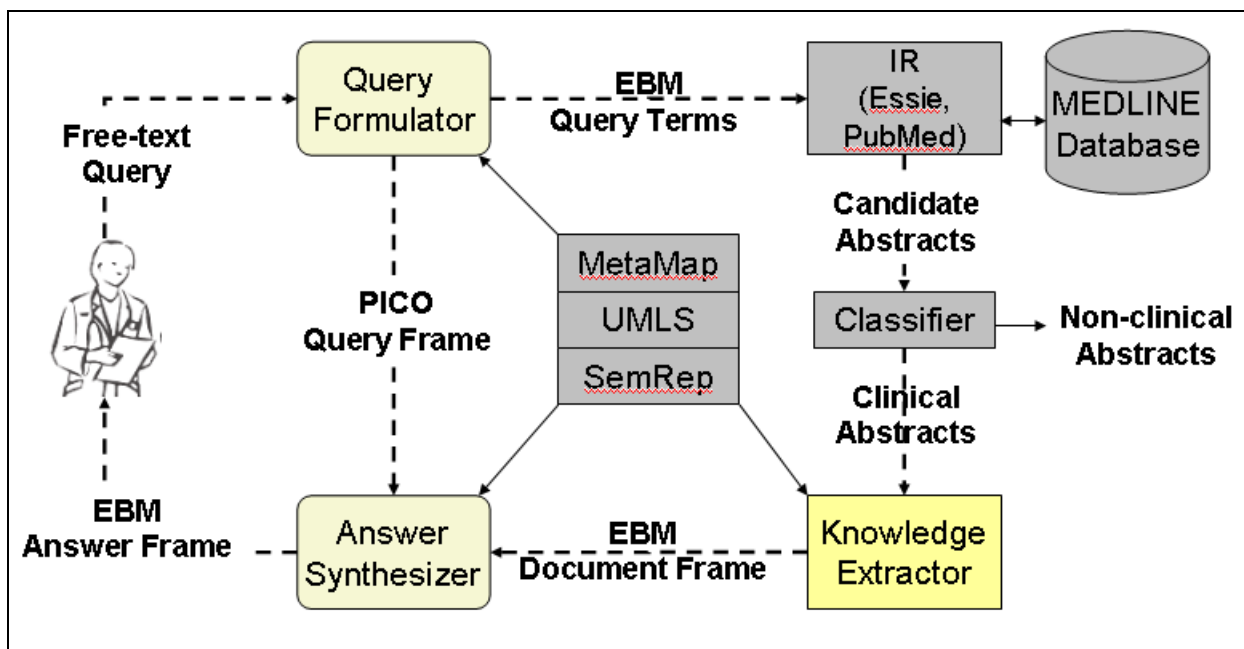 Query
Formulator
EBM
Query Terms
IR
(Essie,
PubMed)
MEDLINE
Database
Free-text
Query
Candidate
Abstracts
MetaMap
UMLS
SemRep
PICO
Query Frame
Classifier
Non-clinical
Abstracts
Clinical
Abstracts
EBM
Answer Frame
Answer
Synthesizer
EBM
Document Frame
Knowledge
Extractor